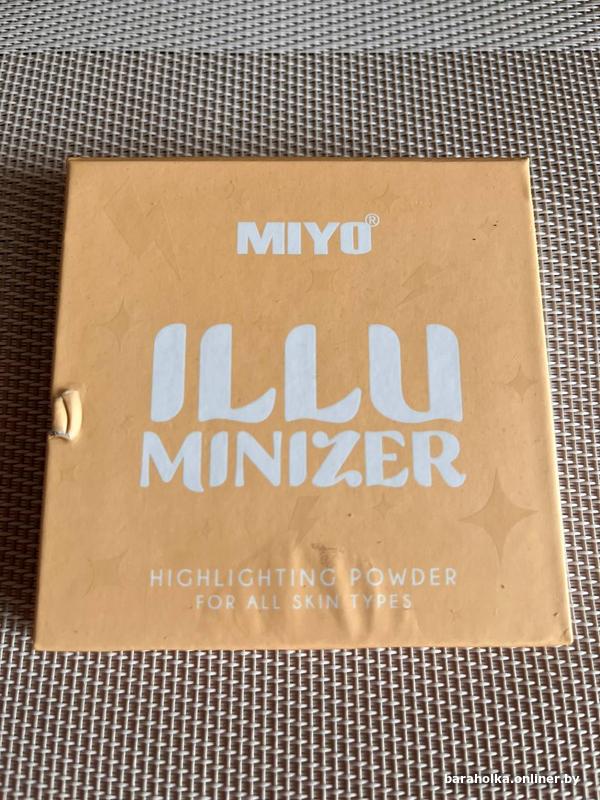 MIYO®
ILLU
MINIZER
HIGHLIGHTING POWDER
FOR ALL SKIN TYPES
baraholka.onliner.by